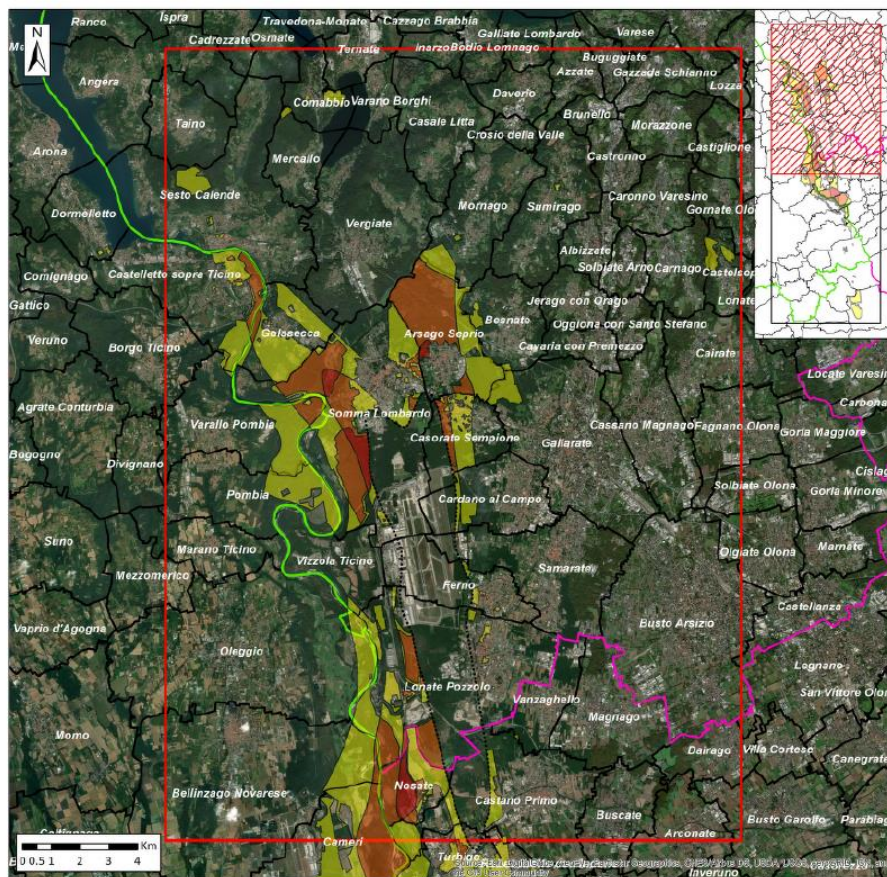 Ranco
Ispra
Travedona-Monate
Cazzago Brabbia
N
Cadrezzate
Osmate
Ternate
Inarzo
Bodio Lomnago
Galliate Lombardo
Varese
Buguggiate
Azzate
Gazzada Schianno
Angera
Taino
Comabbio
Varano Borghi
Daverio
Brunello
Morazzone
Casale Litta
Crosio della Valle
Arona
Mercallo
Castronno
Castiglione
Sesto Calende
Dormelletto
Vergiate
Mornago
Sumirago
Caronno Varesino
Gornate Olo
Albizzate
Comignago
Castelletto sopra Ticino
Solbiate Arno
Carnago
Castelsep
Gattico
Besnate
Jerago con Orago
Lonate
Golasecca
Arsago Seprio
Oggiona con Santo Stefano
Veruno
Borgo Ticino
Cavaria con Premezzo
Cairate
Locate Varesin
Agrate Conturbia
Carbona
Varallo Pombia
Somma Lombardo
Cassano Magnago
Fagnano Olona
Gorla Maggiore
Bogogno
Divignano
Casorate Sempione
Gallarate
Cislag
Pombia
Cardano al Campo
Solbiate Olona
Gorla Minore
Suno
Marano Ticino
Vizzola Ticino
Olgiate Olona
Marnate
Mezzomerico
Ferno
Samarate
Castellanza
Vaprio d'Agogna
Busto Arsizio
Oleggio
Legnano
Lonate Pozzolo
Vanzaghello
San Vittore Olon
Magnago
Momo
Dairago
Villa Cortese
Canegrate
Bellinzago Novarese
Nosate
Castano Primo
Buscate
Busto Garolfo
Parabiag
Arconate
Cameri
Km
0 0.5 1 2 3 4
Casorezzo
Inveruno